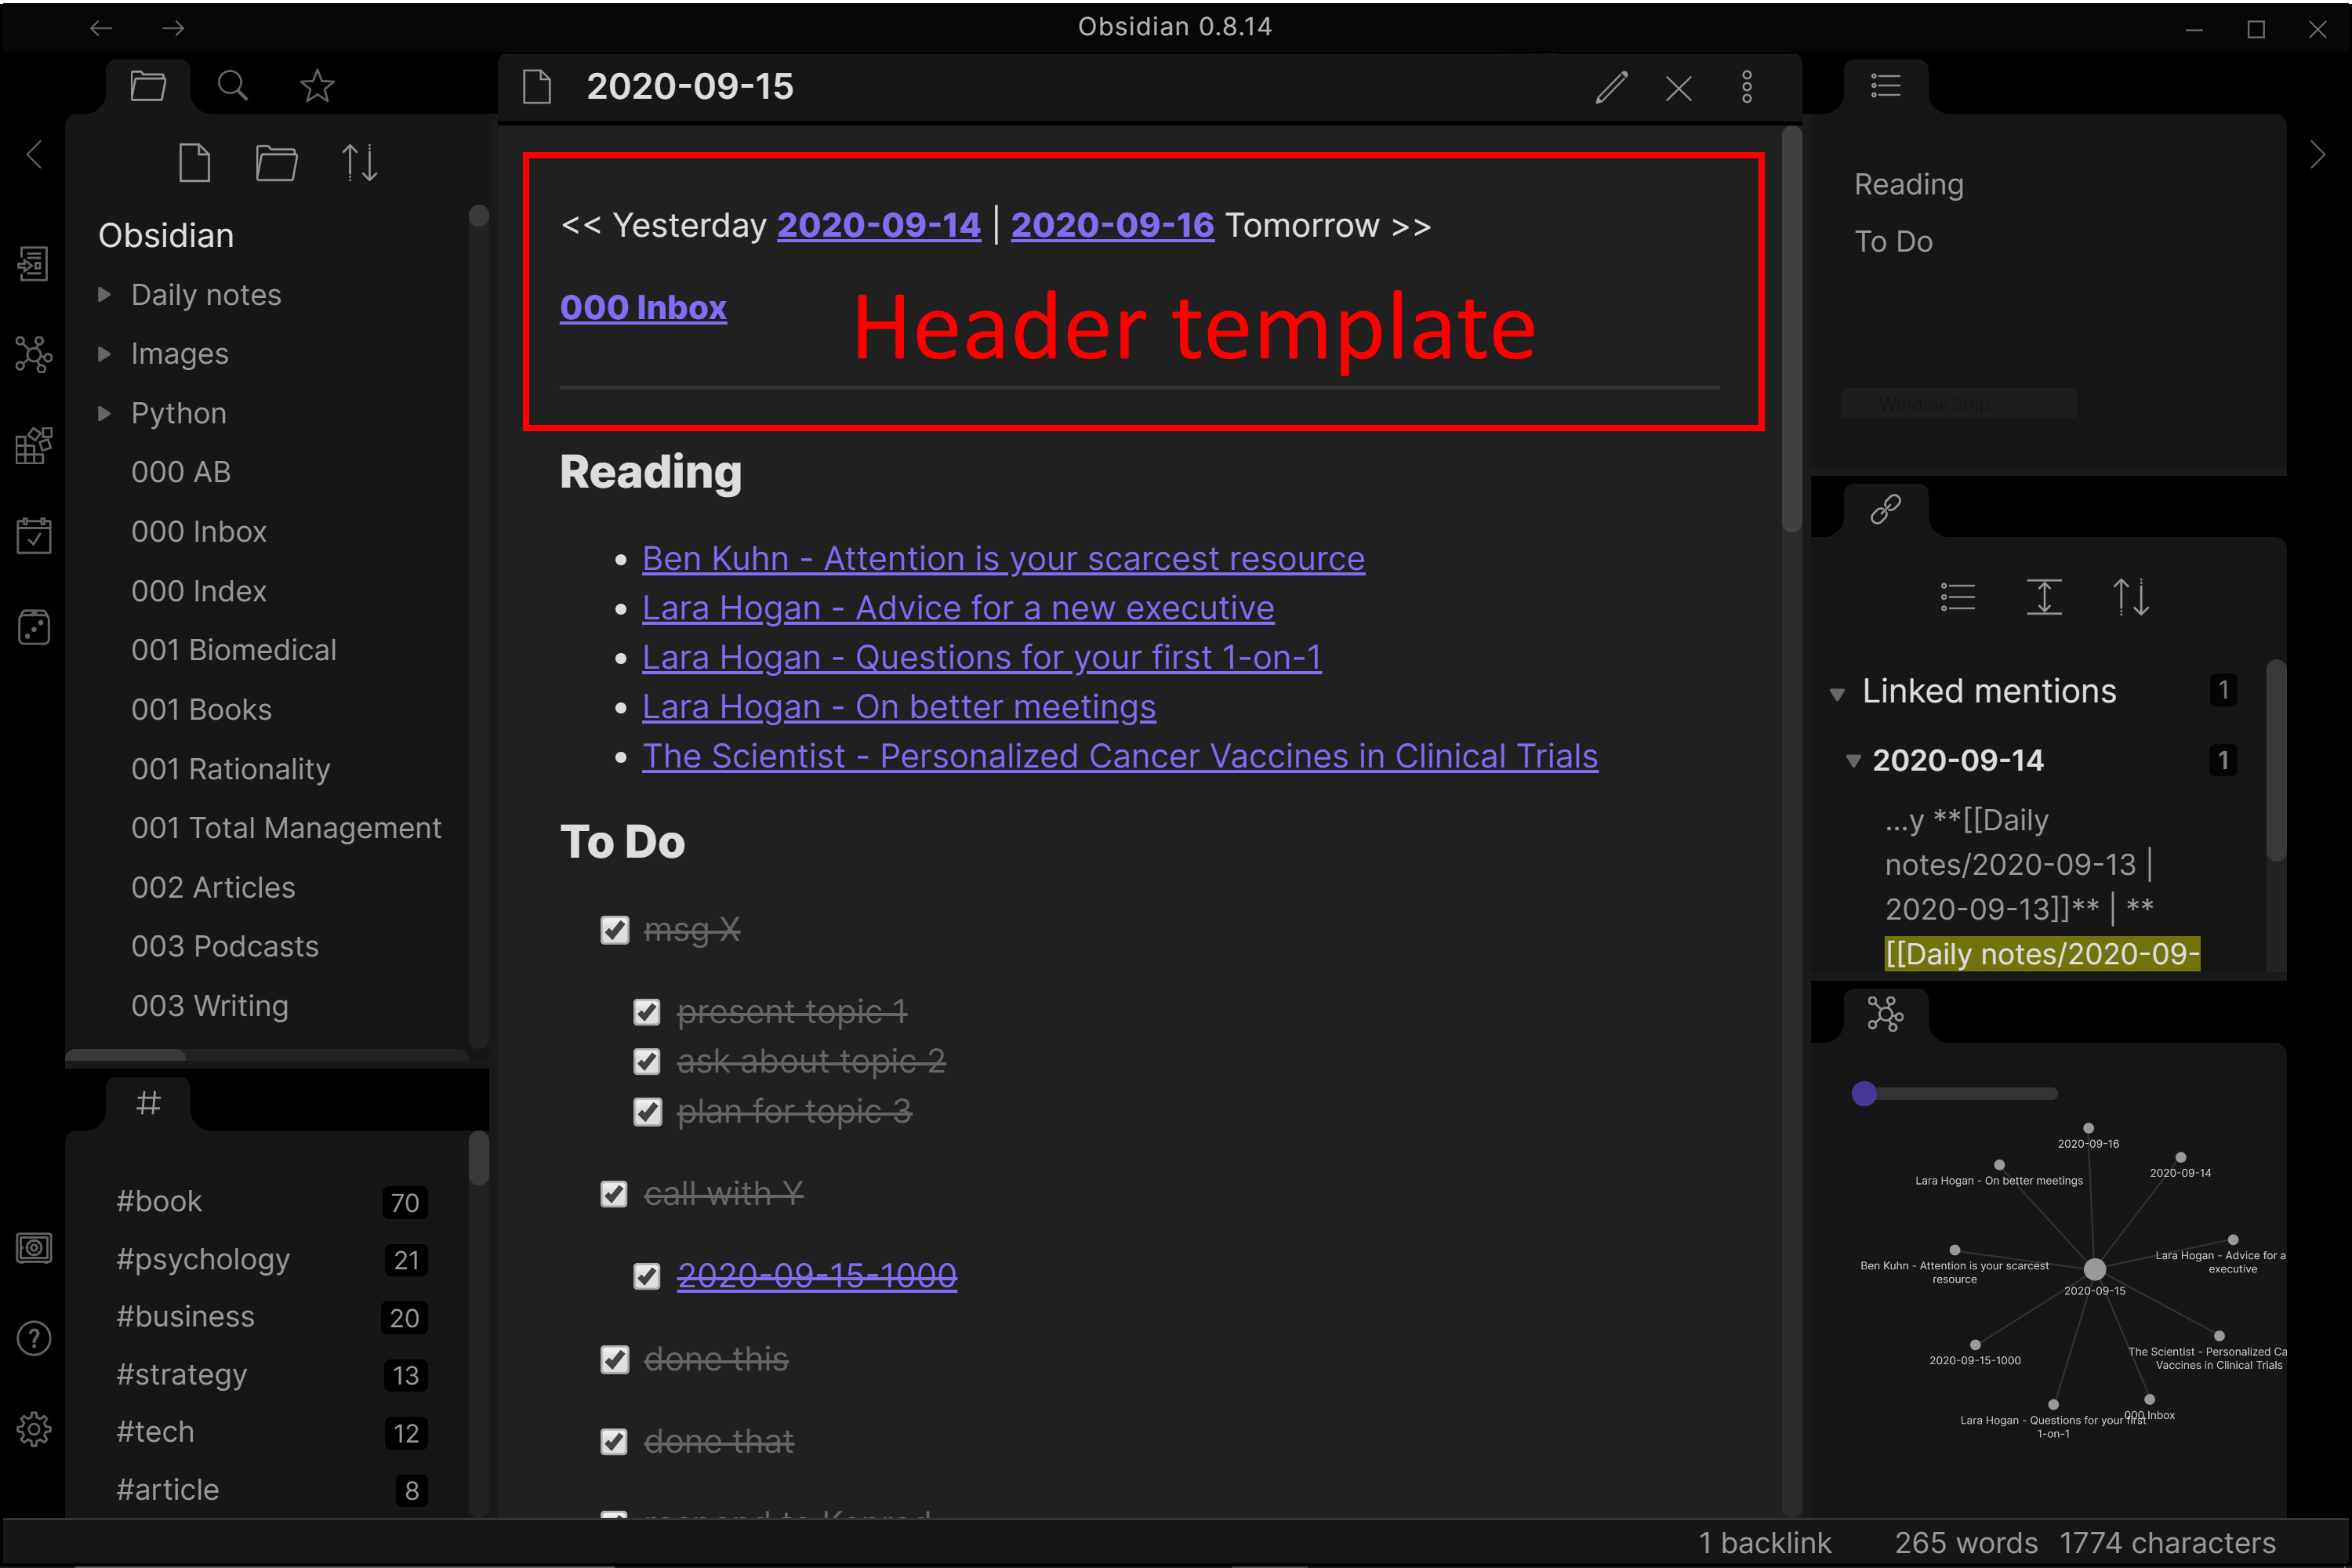 Obsidian 0.8.14
Obsidian
Daily notes
Images
Python
000 AB
000 Inbox
000 Index
001 Biomedical
001 Books
001 Rationality
001 Total Management
002 Articles
003 Podcasts
003 Writing
#
#book 70
#psychology 21
#business 20
#strategy 13
#tech 12
#article 8
2020-09-15
<< Yesterday 2020-09-14 | 2020-09-16 Tomorrow >>
000 Inbox
Header template
Reading
Ben Kuhn - Attention is your scarcest resource
Lara Hogan - Advice for a new executive
Lara Hogan - Questions for your first 1-on-1
Lara Hogan - On better meetings
The Scientist - Personalized Cancer Vaccines in Clinical Trials
To Do
msg X
present topic 1
ask about topic 2
plan for topic 3
call with Y
2020-09-15-1000
done this
done that
respond to Konrad
Reading
To Do
Window Snip
Linked mentions 1
2020-09-14 1
...y **[[Daily
notes/2020-09-13 |
2020-09-13]]** | **
[[Daily notes/2020-09-
2020-09-16
2020-09-14
Lara Hogan - On better meetings
Lara Hogan - Advice for a
executive
Ben Kuhn - Attention is your scarcest
resource
2020-09-15
The Scientist - Personalized Ca
Vaccines in Clinical Trials
2020-09-15-1000
000 Inbox
Lara Hogan - Questions for your first
1-on-1
1 backlink 265 words 1774 characters